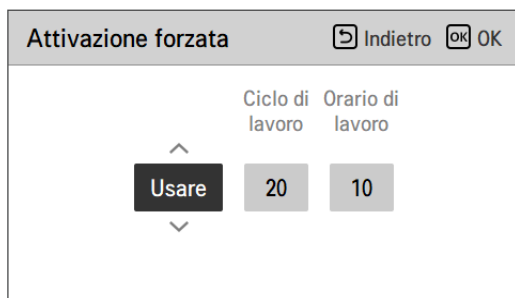 Attivazione forzata Indietro OK OK
Ciclo di Orario di
lavoro lavoro
Usare 20 10